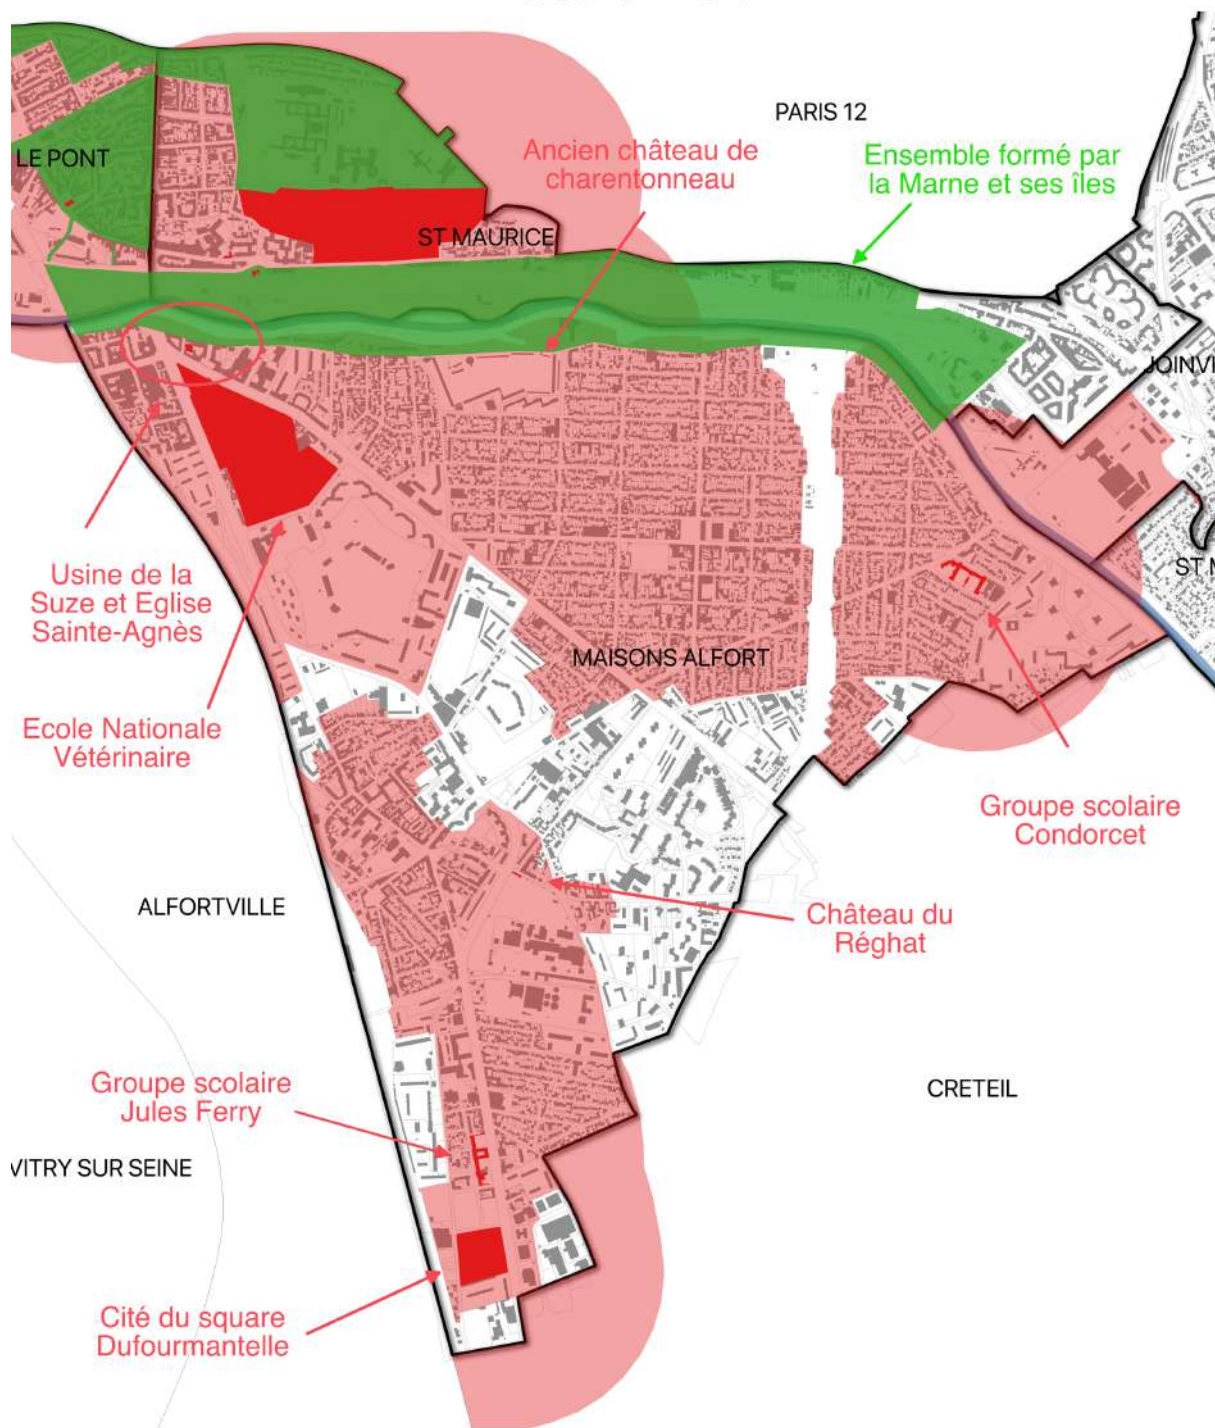 PARIS 12
Ancien château de
charentonneau
Ensemble formé par
la Marne et ses îles
LE PONT
ST MAURICE
JOINVI
Usine de la
Suze et Eglise
Sainte-Agnès
ST M
MAISONS ALFORT
Ecole Nationale
Vétérinaire
Groupe scolaire
Condorcet
ALFORTVILLE
Château du
Réghat
Groupe scolaire
Jules Ferry
CRETEIL
VITRY SUR SEINE
Cité du square
Dufourmantelle